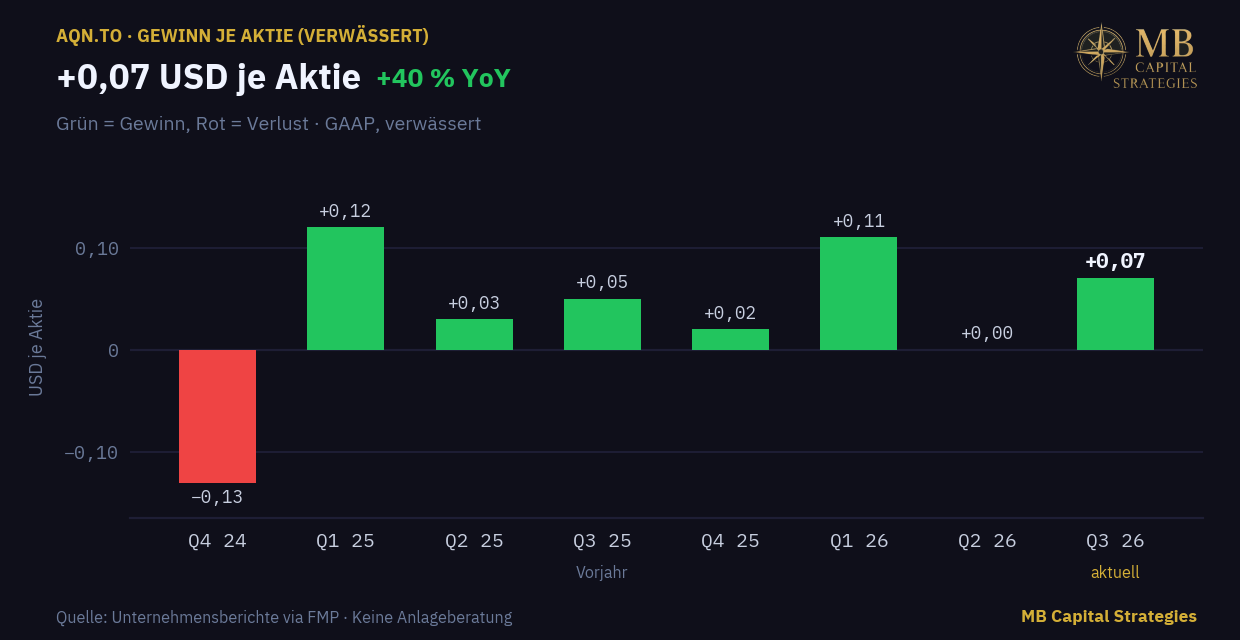 AQN.TO · GEWINN JE AKTIE (VERWÄSSERT)
+0,07 USD je Aktie +40 % YoY
Grün = Gewinn, Rot = Verlust · GAAP, verwässert
MB
CAPITAL
STRATEGIES
USD je Aktie
0,10
0
−0,10
−0,13
+0,12
+0,03
+0,05
+0,02
+0,11
+0,00
+0,07
Q4 24 Q1 25 Q2 25 Q3 25 Q4 25 Q1 26 Q2 26 Q3 26
Vorjahr aktuell
Quelle: Unternehmensberichte via FMP · Keine Anlageberatung
MB Capital Strategies